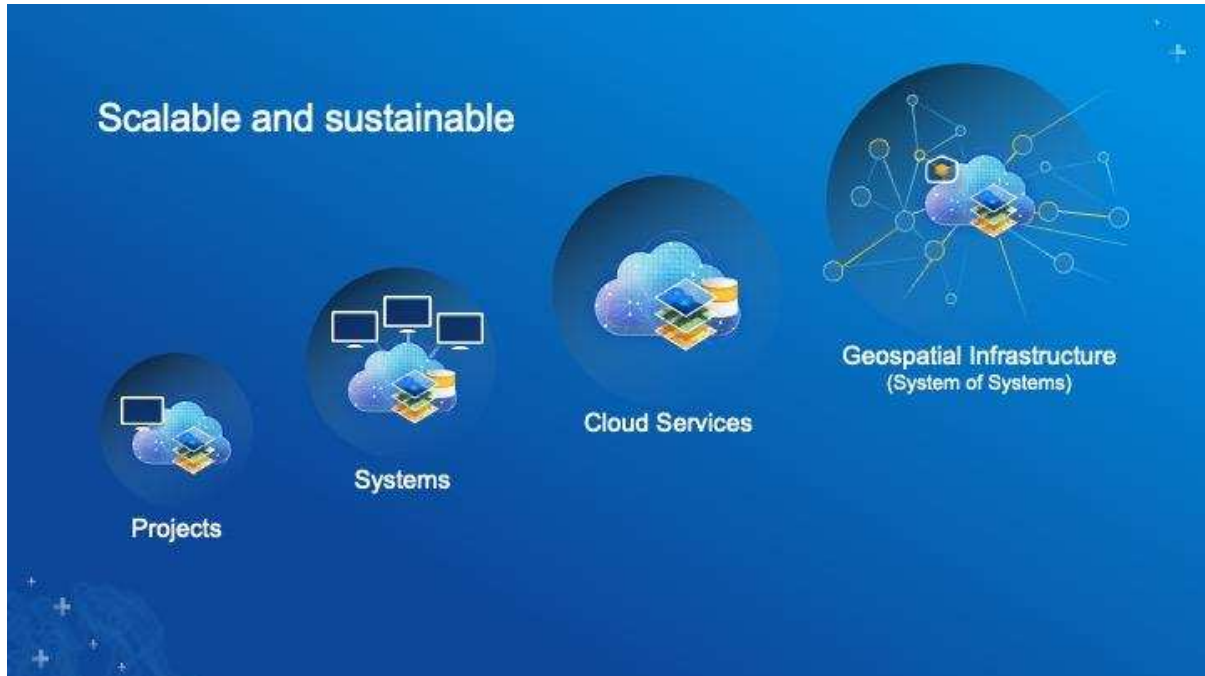 Scalable and sustainable
Projects
Systems
Cloud Services
Geospatial Infrastructure
(System of Systems)